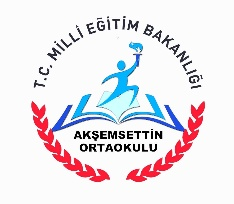 T.C. MİLLİ EĞİTİM BAKANLIĞI
AKŞEMSETTİN
ORTAOKULU